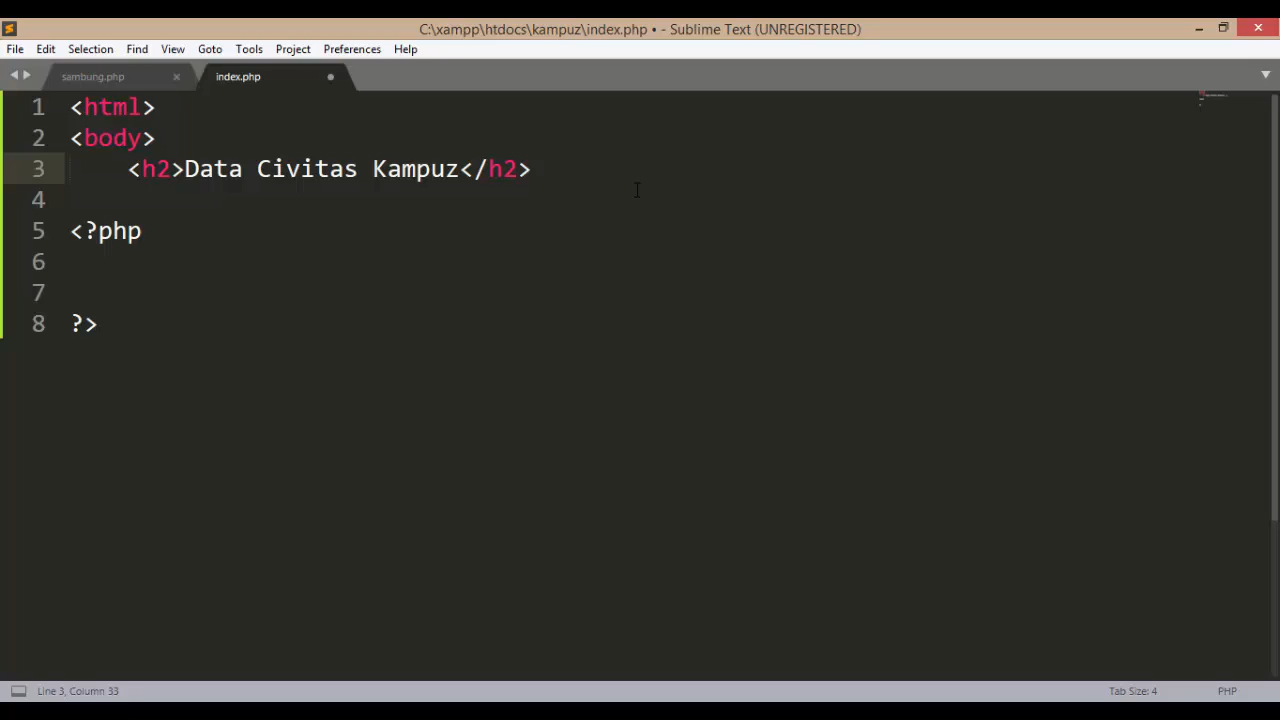 C:\xampp\htdocs\kampuz\index.php • - Sublime Text (UNREGISTERED)
File Edit Selection Find View Goto Tools Project Preferences Help
sambung.php index.php
1 <html>
2 <body>
3 <h2>Data Civitas Kampuz</h2>
4
5 <?php
6
7
8 ?>
Line 3, Column 33 Tab Size: 4 PHP